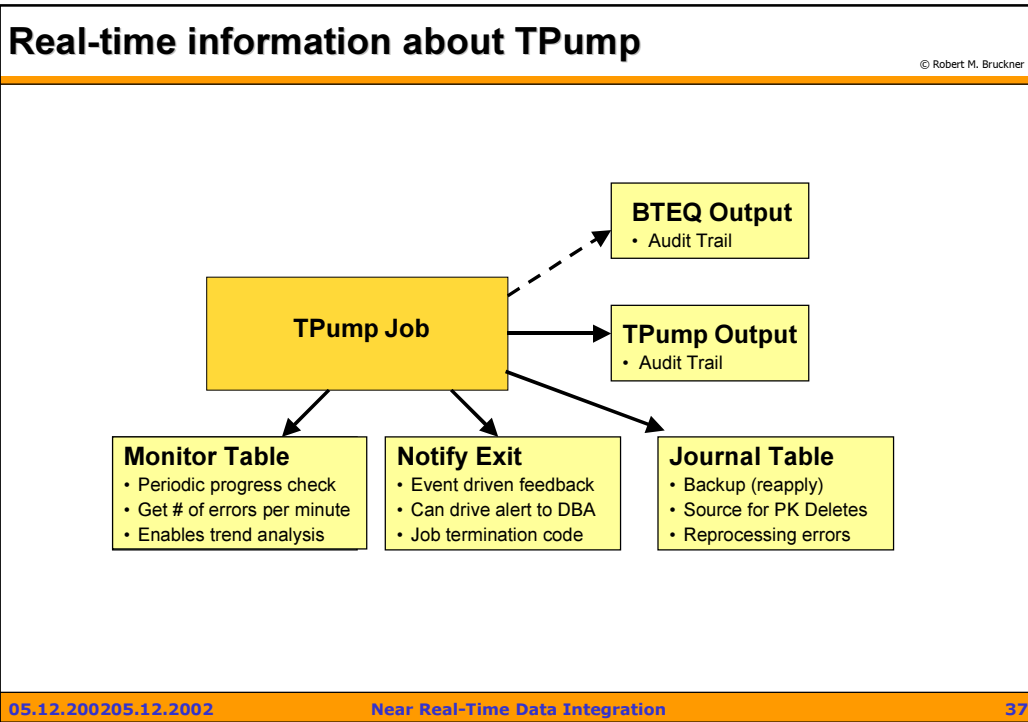 Real-time information about TPump
© Robert M. Bruckner
BTEQ Output
• Audit Trail
TPump Job
TPump Output
• Audit Trail
Monitor Table
• Periodic progress check
• Get # of errors per minute
• Enables trend analysis
Notify Exit
• Event driven feedback
• Can drive alert to DBA
• Job termination code
Journal Table
• Backup (reapply)
• Source for PK Deletes
• Reprocessing errors
05.12.200205.12.2002
Near Real-Time Data Integration
37